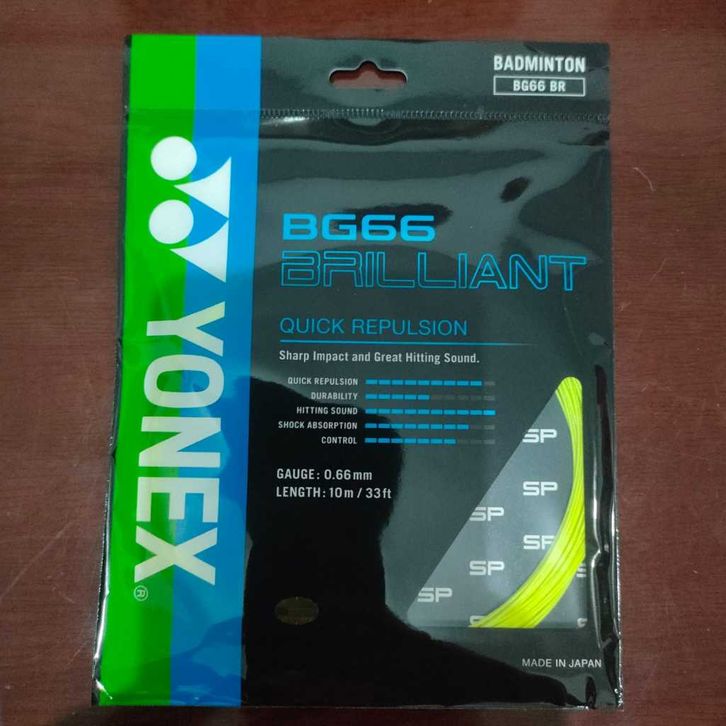 BADMINTON
BG66 BR
YONEX®
BG66
BRILLIANT
QUICK REPULSION
Sharp Impact and Great Hitting Sound.
QUICK REPULSION
DURABILITY
HITTING SOUND
SHOCK ABSORPTION
CONTROL
GAUGE: 0.66mm
LENGTH: 10m / 33ft
SP
SP
SP
SP
SP
MADE IN JAPAN